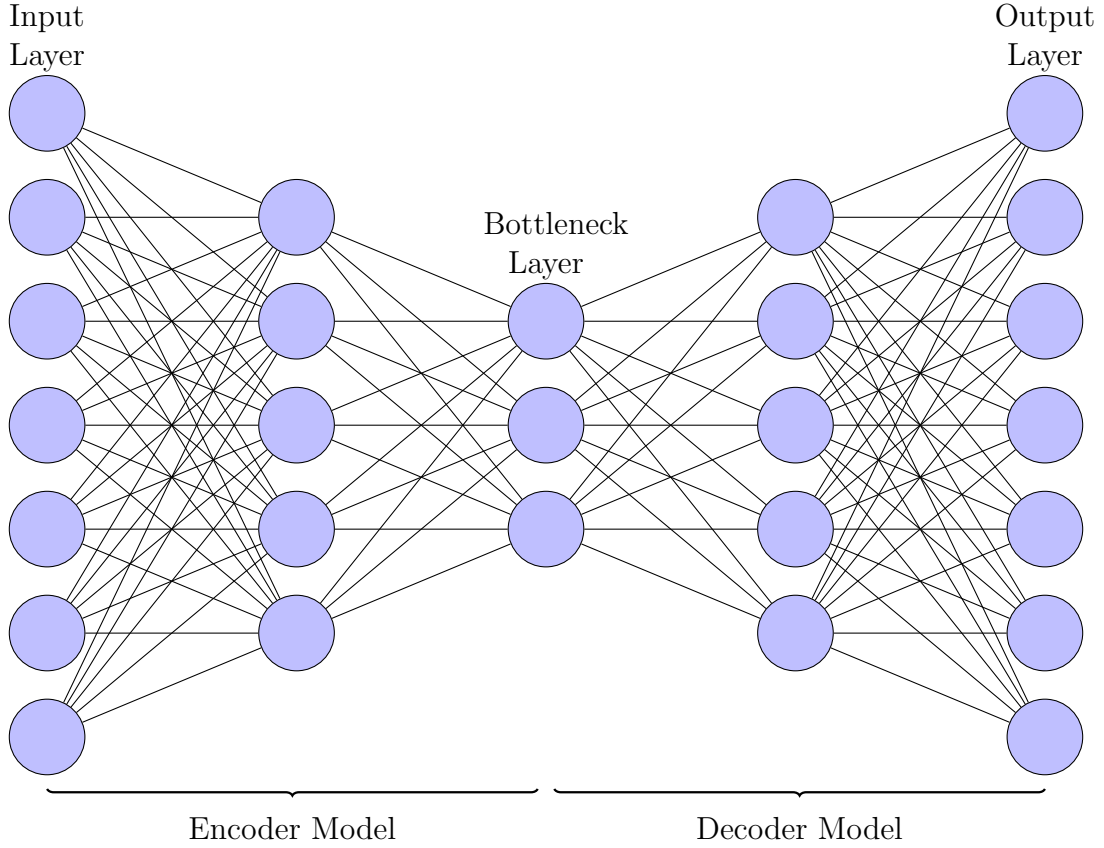 Input
Layer
Output
Layer
Bottleneck
Layer
Encoder Model
Decoder Model